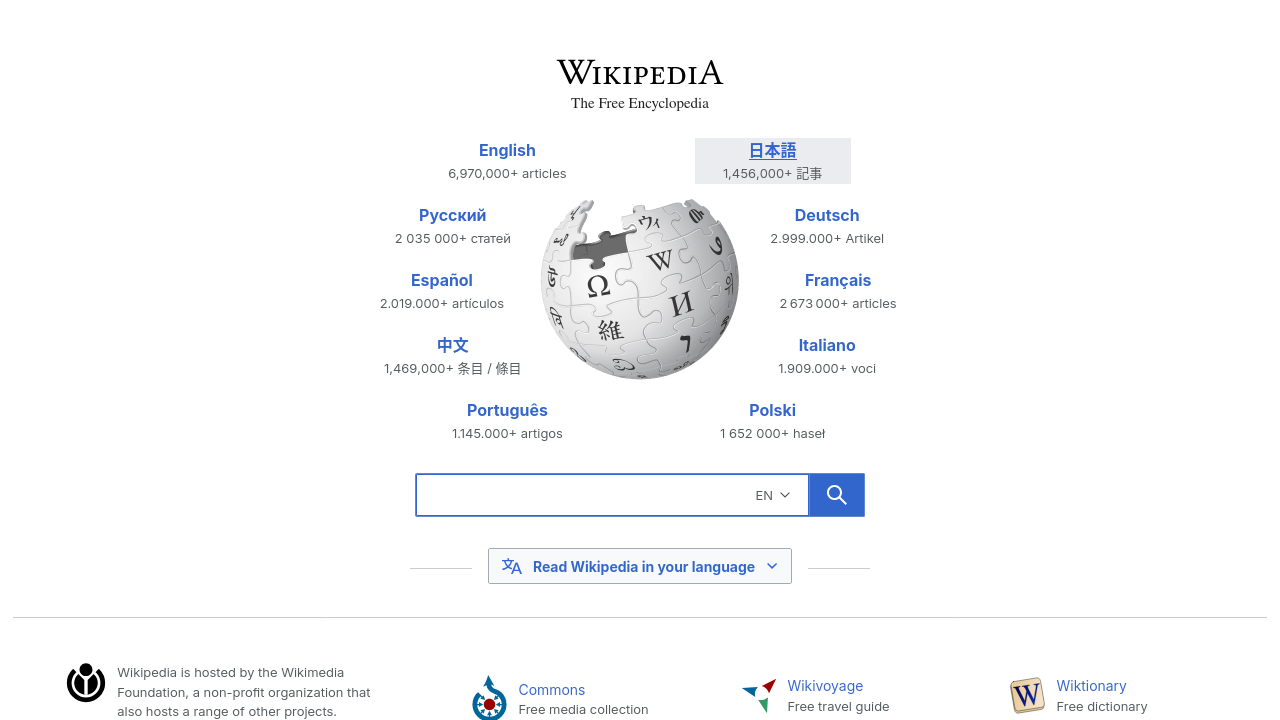 WIKIPEDIA
The Free Encyclopedia
English
6,970,000+ articles
日本語
1,456,000+ 記事
Русский
2 035 000+ статей
Deutsch
2.999.000+ Artikel
Español
2.019.000+ artículos
Français
2 673 000+ articles
中文
1,469,000+ 条目 / 條目
Italiano
1.909.000+ voci
Português
1.145.000+ artigos
Polski
1 652 000+ haseł
Ω
W
И
維
ウィ
EN
Read Wikipedia in your language
Wikipedia is hosted by the Wikimedia
Foundation, a non-profit organization that
also hosts a range of other projects.
Commons
Free media collection
Wikivoyage
Free travel guide
W
Wiktionary
Free dictionary